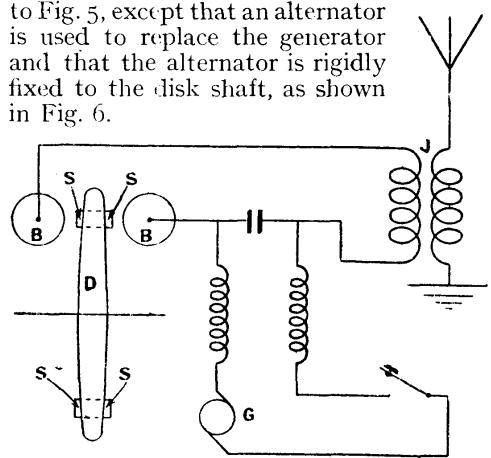 to Fig. 5, except that an alternator
is used to replace the generator
and that the alternator is rigidly
fixed to the disk shaft, as shown
in Fig. 6.
J
S S
B B
D
S S
G